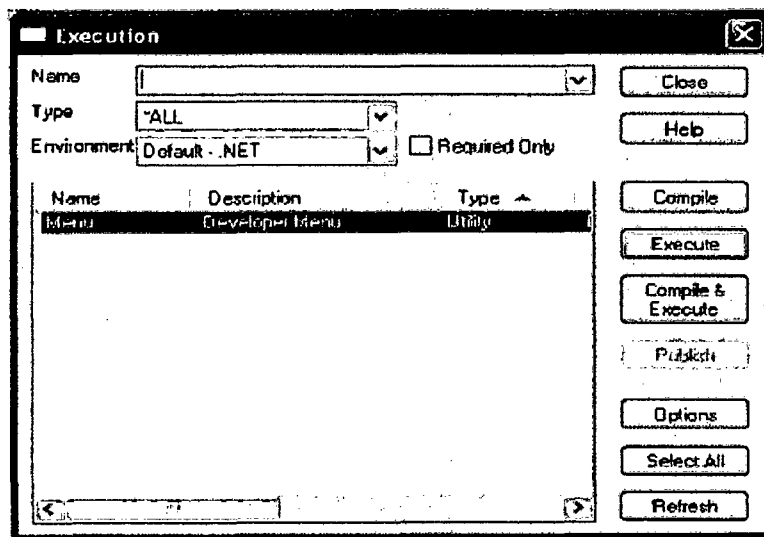 Execution
Name
Type *ALL
Environment Default - .NET Required Only
Name Description Type
Menu Developer Menu Utility
Close
Help
Compile
Execute
Compile &
Execute
Publish
Options
Select All
Refresh